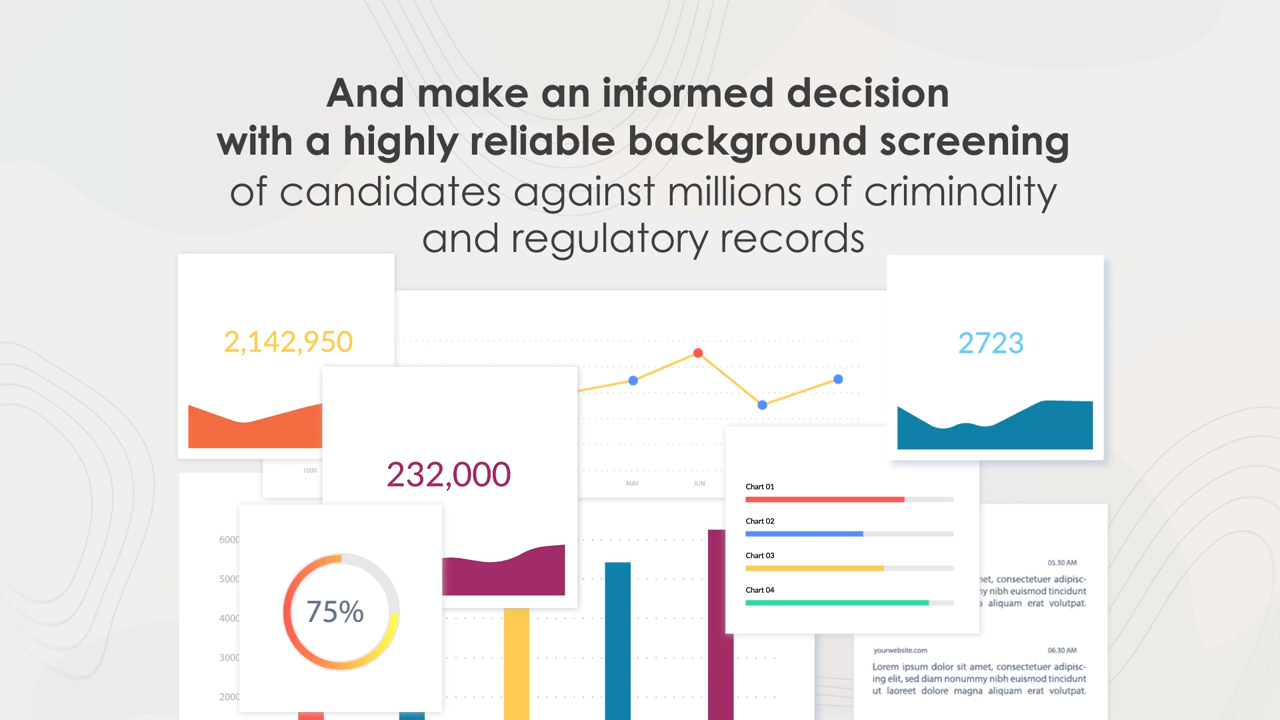 And make an informed decision
with a highly reliable background screening
of candidates against millions of criminality
and regulatory records
2,142,950
2723
232,000
1000
MAY
JUN
Chart 01
Chart 02
Chart 03
Chart 04
6000
5000
4000
3000
2000
75%
05.30 AM
met, consectetuer adipisc-
my nibh euismod tincidunt
aliquam erat volutpat.
yourwebsite.com
06.30 AM
Lorem ipsum dolor sit amet, consectetuer adipisc-
ing elit, sed diam nonummy nibh euismod tincidunt
ut laoreet dolore magna aliquam erat volutpat.